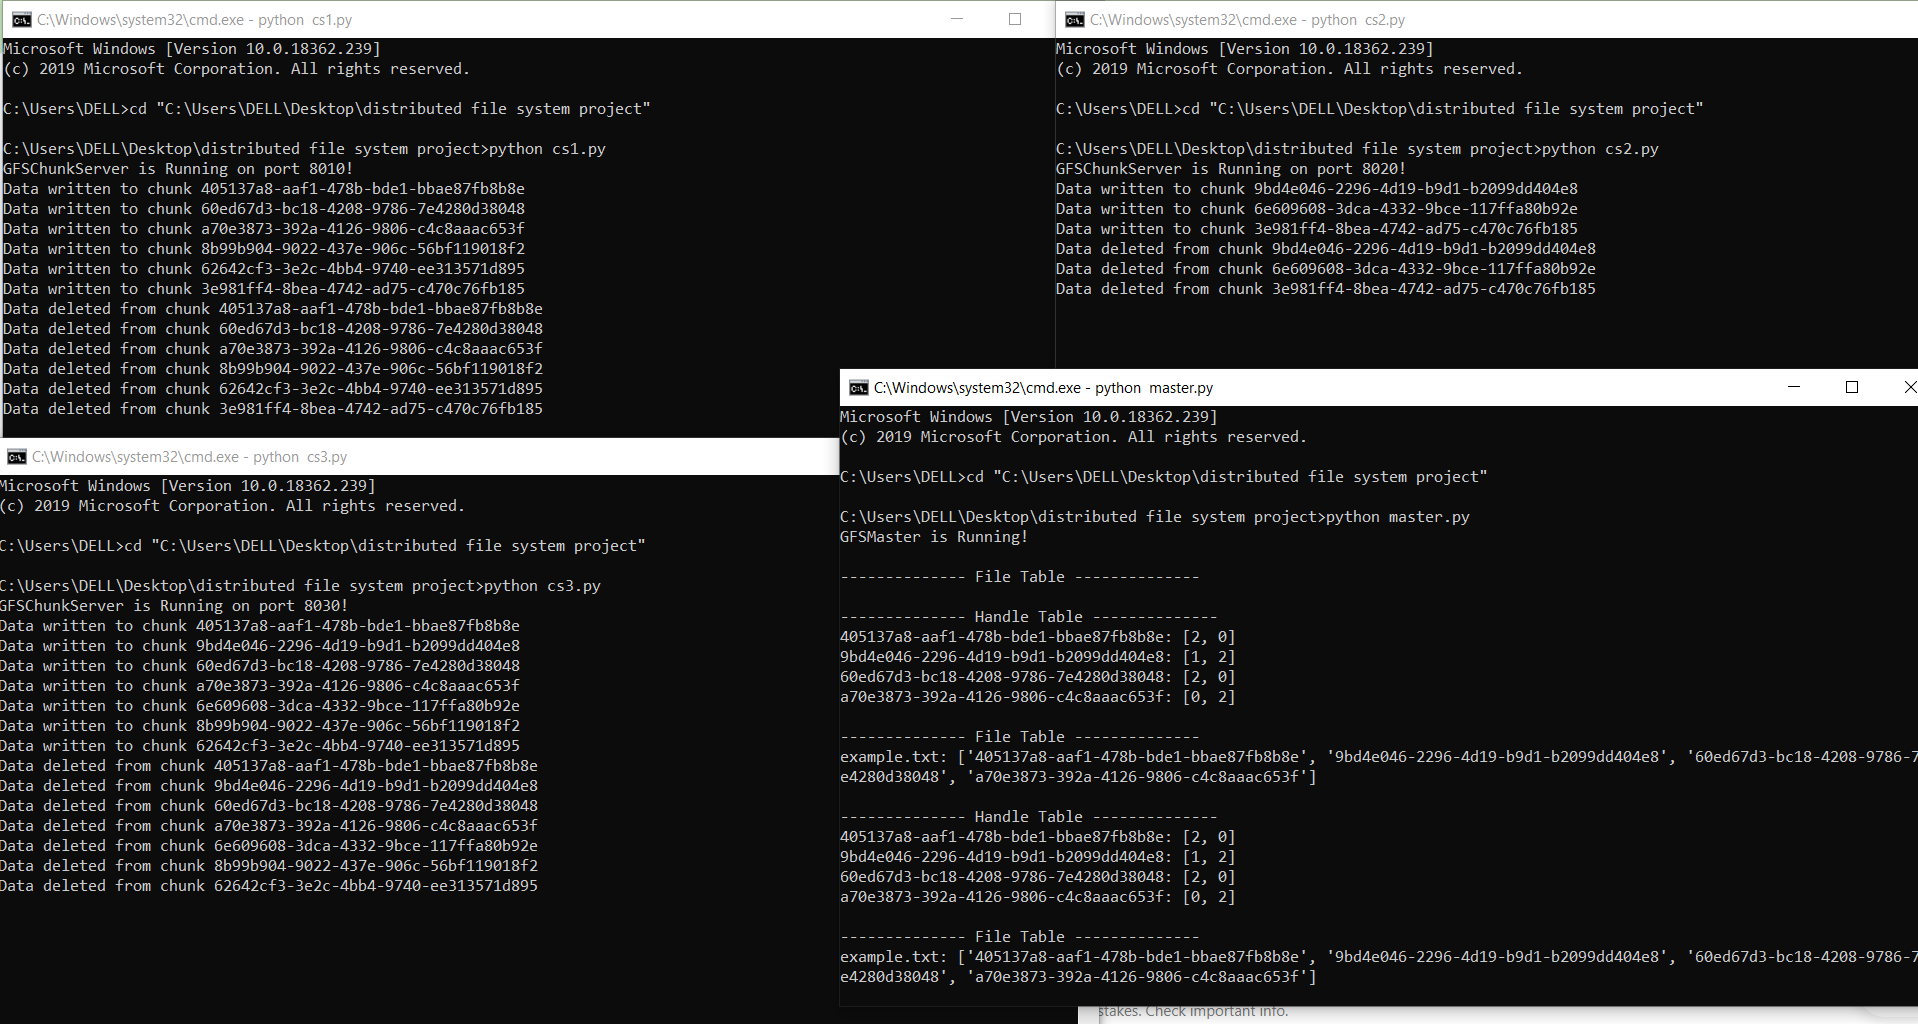 C:\Windows\system32\cmd.exe - python  cs1.py
Microsoft Windows [Version 10.0.18362.239]
(c) 2019 Microsoft Corporation. All rights reserved.
C:\Users\DELL>cd "C:\Users\DELL\Desktop\distributed file system project"
C:\Users\DELL\Desktop\distributed file system project>python cs1.py
GFSChunkServer is Running on port 8010!
Data written to chunk 405137a8-aaf1-478b-bde1-bbae87fb8b8e
Data written to chunk 60ed67d3-bc18-4208-9786-7e4280d38048
Data written to chunk a70e3873-392a-4126-9806-c4c8aaac653f
Data written to chunk 8b99b904-9022-437e-906c-56bf119018f2
Data written to chunk 62642cf3-3e2c-4bb4-9740-ee313571d895
Data written to chunk 3e981ff4-8bea-4742-ad75-c470c76fb185
Data deleted from chunk 405137a8-aaf1-478b-bde1-bbae87fb8b8e
Data deleted from chunk 60ed67d3-bc18-4208-9786-7e4280d38048
Data deleted from chunk a70e3873-392a-4126-9806-c4c8aaac653f
Data deleted from chunk 8b99b904-9022-437e-906c-56bf119018f2
Data deleted from chunk 62642cf3-3e2c-4bb4-9740-ee313571d895
Data deleted from chunk 3e981ff4-8bea-4742-ad75-c470c76fb185
C:\Windows\system32\cmd.exe - python  cs2.py
Microsoft Windows [Version 10.0.18362.239]
(c) 2019 Microsoft Corporation. All rights reserved.
C:\Users\DELL>cd "C:\Users\DELL\Desktop\distributed file system project"
C:\Users\DELL\Desktop\distributed file system project>python cs2.py
GFSChunkServer is Running on port 8020!
Data written to chunk 9bd4e046-2296-4d19-b9d1-b2099dd404e8
Data written to chunk 6e609608-3dca-4332-9bce-117ffa80b92e
Data written to chunk 3e981ff4-8bea-4742-ad75-c470c76fb185
Data deleted from chunk 9bd4e046-2296-4d19-b9d1-b2099dd404e8
Data deleted from chunk 6e609608-3dca-4332-9bce-117ffa80b92e
Data deleted from chunk 3e981ff4-8bea-4742-ad75-c470c76fb185
C:\Windows\system32\cmd.exe - python  cs3.py
Microsoft Windows [Version 10.0.18362.239]
(c) 2019 Microsoft Corporation. All rights reserved.
C:\Users\DELL>cd "C:\Users\DELL\Desktop\distributed file system project"
C:\Users\DELL\Desktop\distributed file system project>python cs3.py
GFSChunkServer is Running on port 8030!
Data written to chunk 405137a8-aaf1-478b-bde1-bbae87fb8b8e
Data written to chunk 9bd4e046-2296-4d19-b9d1-b2099dd404e8
Data written to chunk 60ed67d3-bc18-4208-9786-7e4280d38048
Data written to chunk a70e3873-392a-4126-9806-c4c8aaac653f
Data written to chunk 6e609608-3dca-4332-9bce-117ffa80b92e
Data written to chunk 8b99b904-9022-437e-906c-56bf119018f2
Data written to chunk 62642cf3-3e2c-4bb4-9740-ee313571d895
Data deleted from chunk 405137a8-aaf1-478b-bde1-bbae87fb8b8e
Data deleted from chunk 9bd4e046-2296-4d19-b9d1-b2099dd404e8
Data deleted from chunk 60ed67d3-bc18-4208-9786-7e4280d38048
Data deleted from chunk a70e3873-392a-4126-9806-c4c8aaac653f
Data deleted from chunk 6e609608-3dca-4332-9bce-117ffa80b92e
Data deleted from chunk 8b99b904-9022-437e-906c-56bf119018f2
Data deleted from chunk 62642cf3-3e2c-4bb4-9740-ee313571d895
C:\Windows\system32\cmd.exe - python  master.py
Microsoft Windows [Version 10.0.18362.239]
(c) 2019 Microsoft Corporation. All rights reserved.
C:\Users\DELL>cd "C:\Users\DELL\Desktop\distributed file system project"
C:\Users\DELL\Desktop\distributed file system project>python master.py
GFSMaster is Running!
-------------- File Table --------------
-------------- Handle Table --------------
405137a8-aaf1-478b-bde1-bbae87fb8b8e: [2, 0]
9bd4e046-2296-4d19-b9d1-b2099dd404e8: [1, 2]
60ed67d3-bc18-4208-9786-7e4280d38048: [2, 0]
a70e3873-392a-4126-9806-c4c8aaac653f: [0, 2]
-------------- File Table --------------
example.txt: ['405137a8-aaf1-478b-bde1-bbae87fb8b8e', '9bd4e046-2296-4d19-b9d1-b2099dd404e8', '60ed67d3-bc18-4208-9786-7
e4280d38048', 'a70e3873-392a-4126-9806-c4c8aaac653f']
-------------- Handle Table --------------
405137a8-aaf1-478b-bde1-bbae87fb8b8e: [2, 0]
9bd4e046-2296-4d19-b9d1-b2099dd404e8: [1, 2]
60ed67d3-bc18-4208-9786-7e4280d38048: [2, 0]
a70e3873-392a-4126-9806-c4c8aaac653f: [0, 2]
-------------- File Table --------------
example.txt: ['405137a8-aaf1-478b-bde1-bbae87fb8b8e', '9bd4e046-2296-4d19-b9d1-b2099dd404e8', '60ed67d3-bc18-4208-9786-7
e4280d38048', 'a70e3873-392a-4126-9806-c4c8aaac653f']
stakes. Check important info.